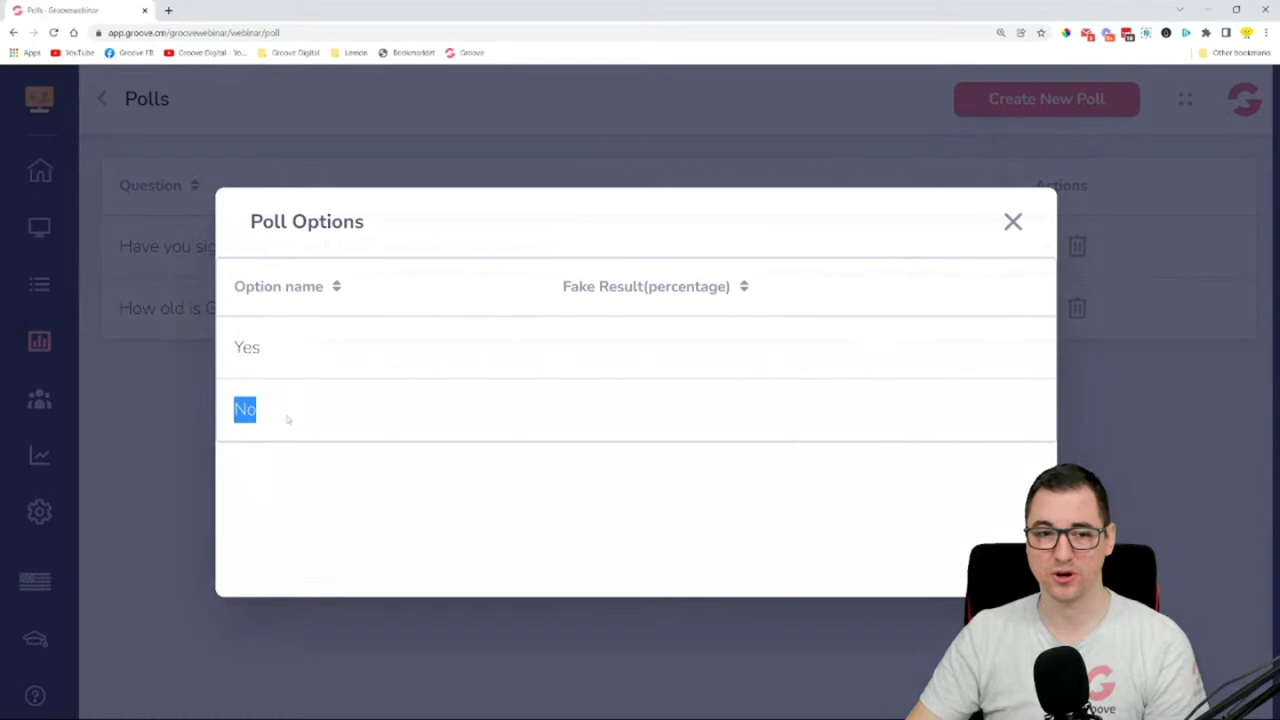 Polls - Groovewebinar
app.groove.cm/groovewebinar/webinar/poll
Apps YouTube Groove FB Groove Digital - Yo... Groove Digital Lemon Bookmarklet Groove Other bookmarks
Polls Create New Poll
Question Actions
Have you sig
How old is G
Poll Options
Option name Fake Result(percentage)
Yes
No
oove